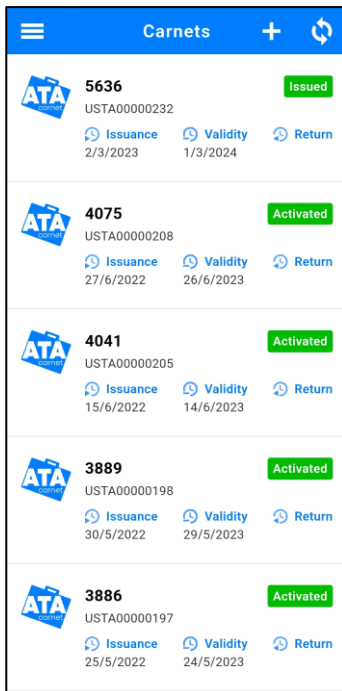 Carnets
ATA
carnet
5636
Issued
USTA00000232
Issuance Validity Return
2/3/2023 1/3/2024
ATA
carnet
4075
Activated
USTA00000208
Issuance Validity Return
27/6/2022 26/6/2023
ATA
carnet
4041
Activated
USTA00000205
Issuance Validity Return
15/6/2022 14/6/2023
ATA
carnet
3889
Activated
USTA00000198
Issuance Validity Return
30/5/2022 29/5/2023
ATA
carnet
3886
Activated
USTA00000197
Issuance Validity Return
25/5/2022 24/5/2023